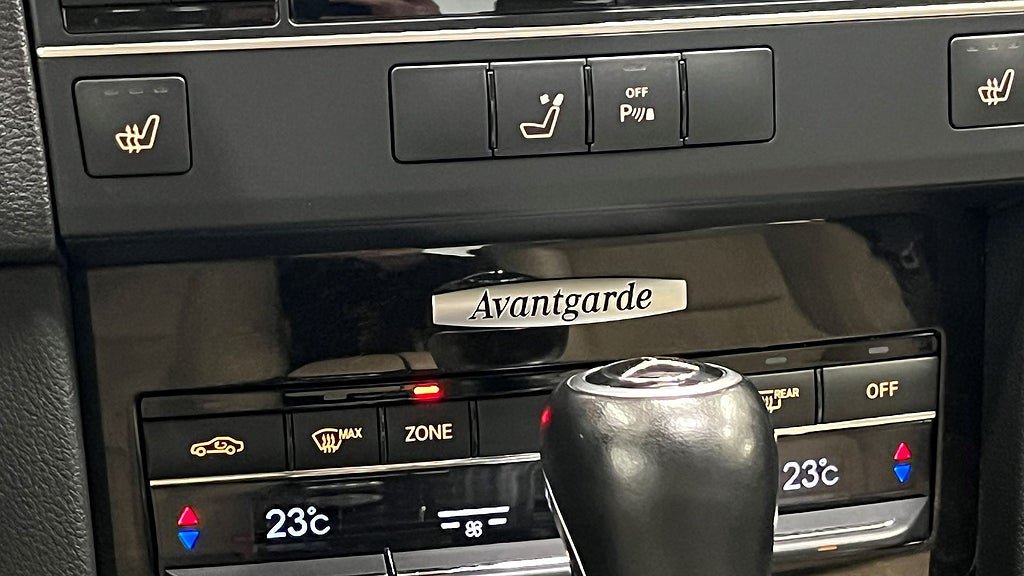 OFF
P
Avantgarde
MAX
ZONE
REAR
OFF
23°C
23°C